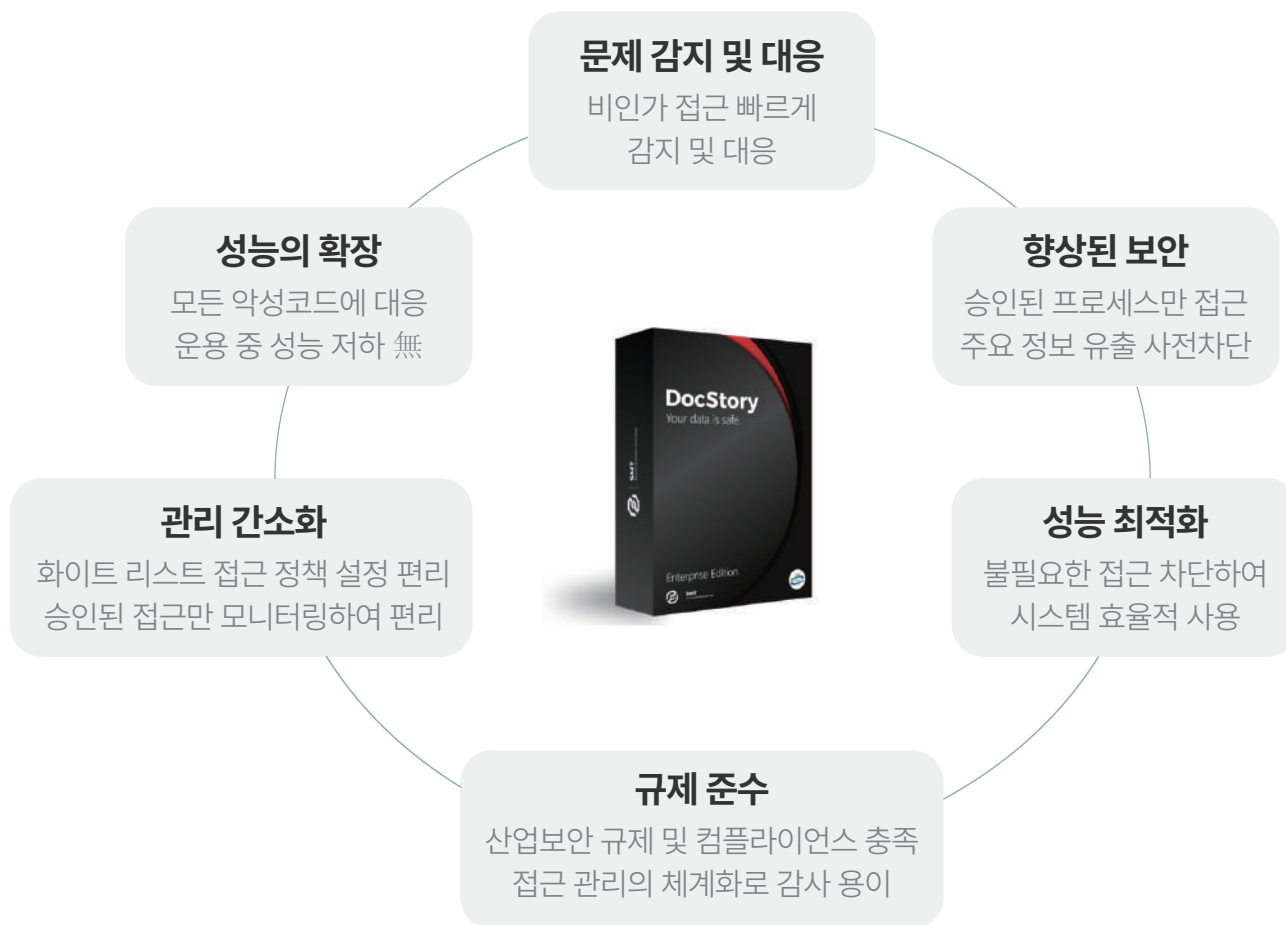 문제 감지 및 대응
비인가 접근 빠르게
감지 및 대응
성능의 확장
모든 악성코드에 대응
운용 중 성능 저하 無
향상된 보안
승인된 프로세스만 접근
주요 정보 유출 사전차단
DocStory
Your data is safe.
Enterprise Edition
관리 간소화
화이트 리스트 접근 정책 설정 편리
승인된 접근만 모니터링하여 편리
성능 최적화
불필요한 접근 차단하여
시스템 효율적 사용
규제 준수
산업보안 규제 및 컴플라이언스 충족
접근 관리의 체계화로 감사 용이